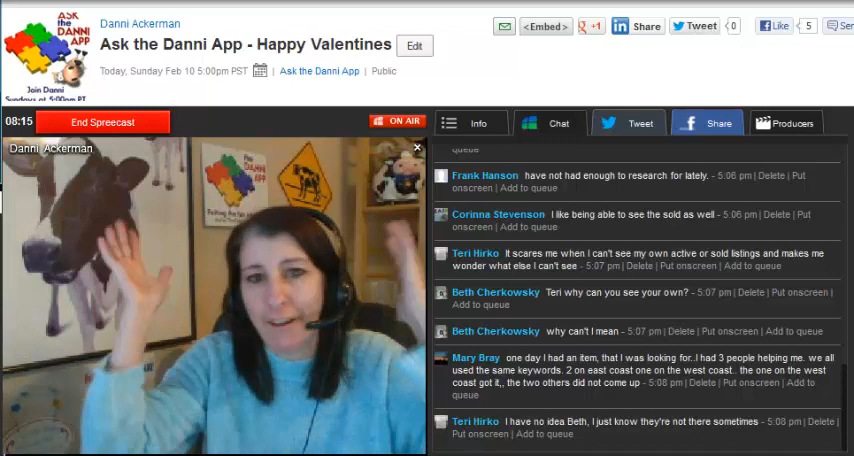 ASK
the
DANNI
APP
Join Danni
Sundays at 5:00pm PT
Danni Ackerman
Ask the Danni App - Happy Valentines
Edit
Today, Sunday Feb 10 5:00pm PST | Ask the Danni App | Public
<Embed>
g +1
in Share
Tweet
0
Like
5
08:15
End Spreecast
ON AIR
Info
Chat
Tweet
f Share
Producers
Danni Ackerman
×
ASK
the
DANNI
APP
queue
Frank Hanson have not had enough to research for lately. - 5:06 pm | Delete | Put
onscreen | Add to queue
Corinna Stevenson I like being able to see the sold as well - 5:06 pm | Delete | Put
onscreen | Add to queue
Teri Hirko It scares me when I can't see my own active or sold listings and makes me
wonder what else I can't see - 5:07 pm | Delete | Put onscreen | Add to queue
Beth Cherkowsky Teri why can you see your own? - 5:07 pm | Delete | Put onscreen |
Add to queue
Beth Cherkowsky why can't I mean - 5:07 pm | Delete | Put onscreen | Add to queue
Mary Bray one day I had an item, that I was looking for..I had 3 people helping me. we all
used the same keywords. 2 on east coast one on the west coast.. the one on the west
coast got it,, the two others did not come up - 5:08 pm | Delete | Put onscreen | Add to
queue
Teri Hirko I have no idea Beth, I just know they're not there sometimes - 5:08 pm | Delete |
Put onscreen | Add to queue